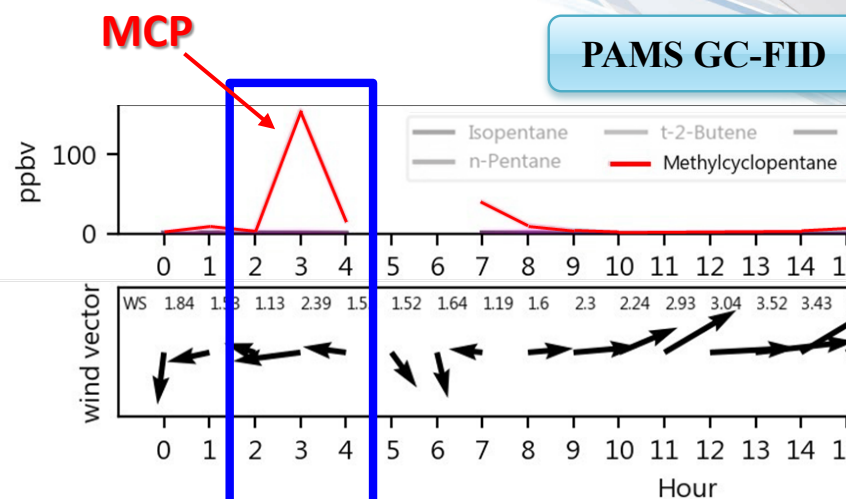 MCP
PAMS GC-FID
ppbv
100
0
Isopentane t-2-Butene
n-Pentane Methylcyclopentane
0 1 2 3 4 5 6 7 8 9 10 11 12 13 14
wind vector
WS 1.84 1.13 2.39 1.52 1.64 1.19 1.6 2.3 2.24 2.93 3.04 3.52 3.43
0 1 2 3 4 5 6 7 8 9 10 11 12 13 14
Hour